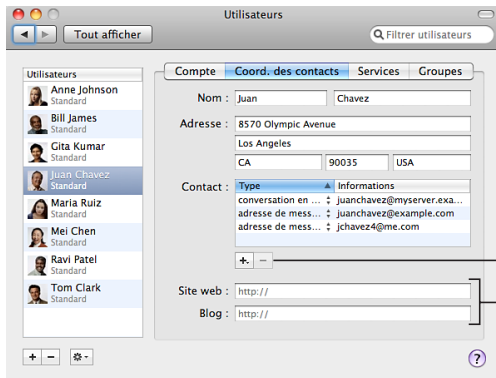 Utilisateurs
Tout afficher
Filtrer utilisateurs
Utilisateurs
Anne Johnson
Standard
Bill James
Standard
Gita Kumar
Standard
Juan Chavez
Standard
Maria Ruiz
Standard
Mei Chen
Standard
Ravi Patel
Standard
Tom Clark
Standard
Compte Coord. des contacts Services Groupes
Nom : Juan Chavez
Adresse : 8570 Olympic Avenue
Los Angeles
CA 90035 USA
Contact : Type Informations
conversation en ... juanchavez@myserver.exa...
adresse de mess... juanchavez@example.com
adresse de mess... jchavez4@me.com
+ −
Site web : http://
Blog : http://
+ −
?